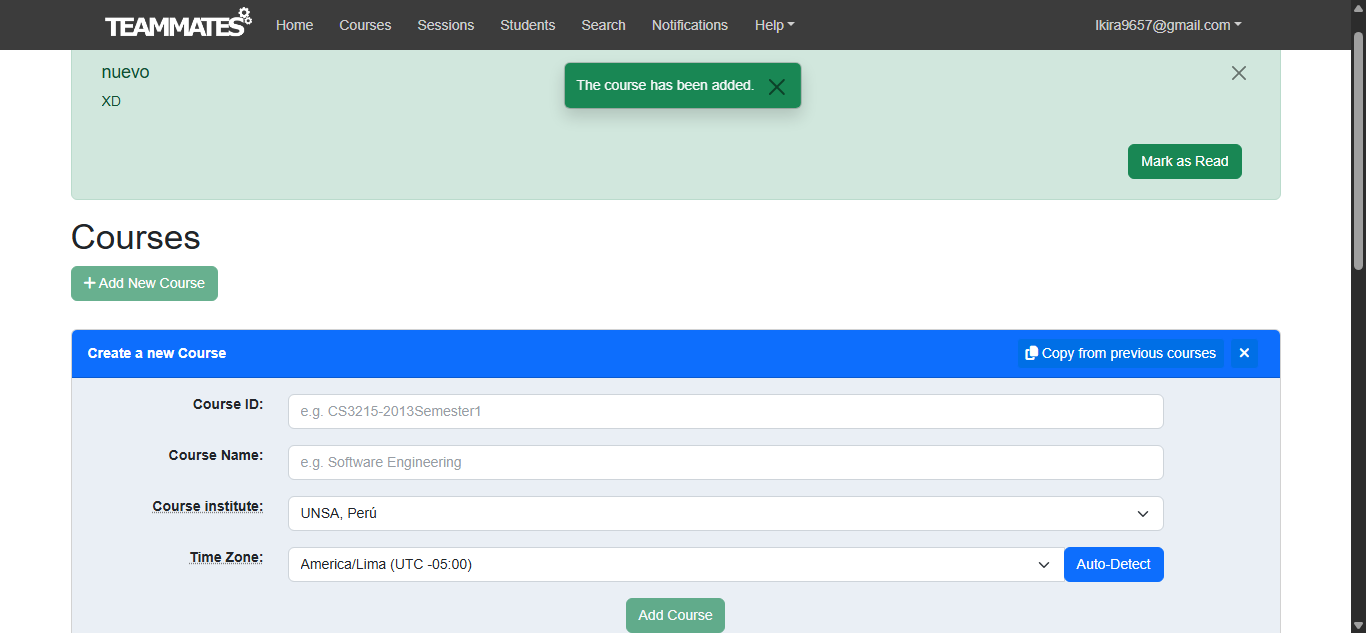 TEAMMATES Home Courses Sessions Students Search Notifications Help lkira9657@gmail.com
nuevo
XD
The course has been added.
Mark as Read
Courses
Add New Course
Create a new Course
Copy from previous courses
Course ID:
e.g. CS3215-2013Semester1
Course Name:
e.g. Software Engineering
Course institute:
UNSA, Perú
Time Zone:
America/Lima (UTC -05:00)
Auto-Detect
Add Course